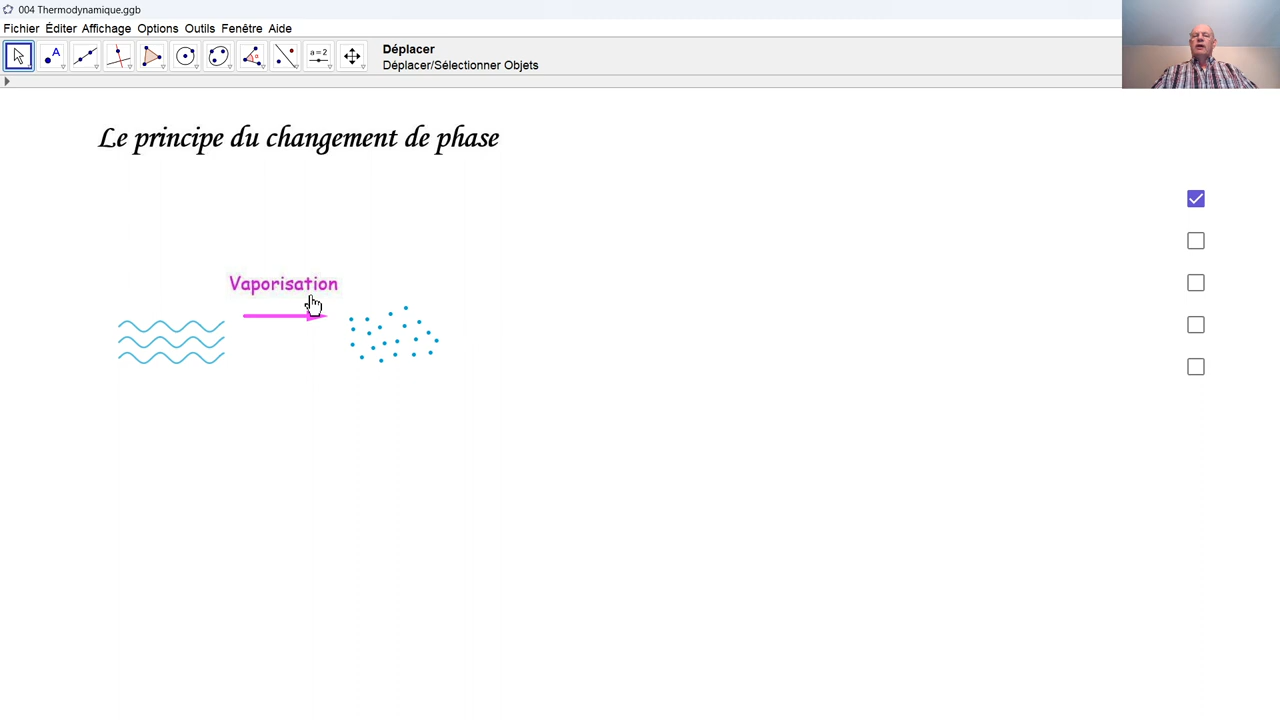 004 Thermodynamique.ggb
Fichier Éditer Affichage Options Outils Fenêtre Aide
A
α
a=2
Déplacer
Déplacer/Sélectionner Objets
Le principe du changement de phase
Vaporisation